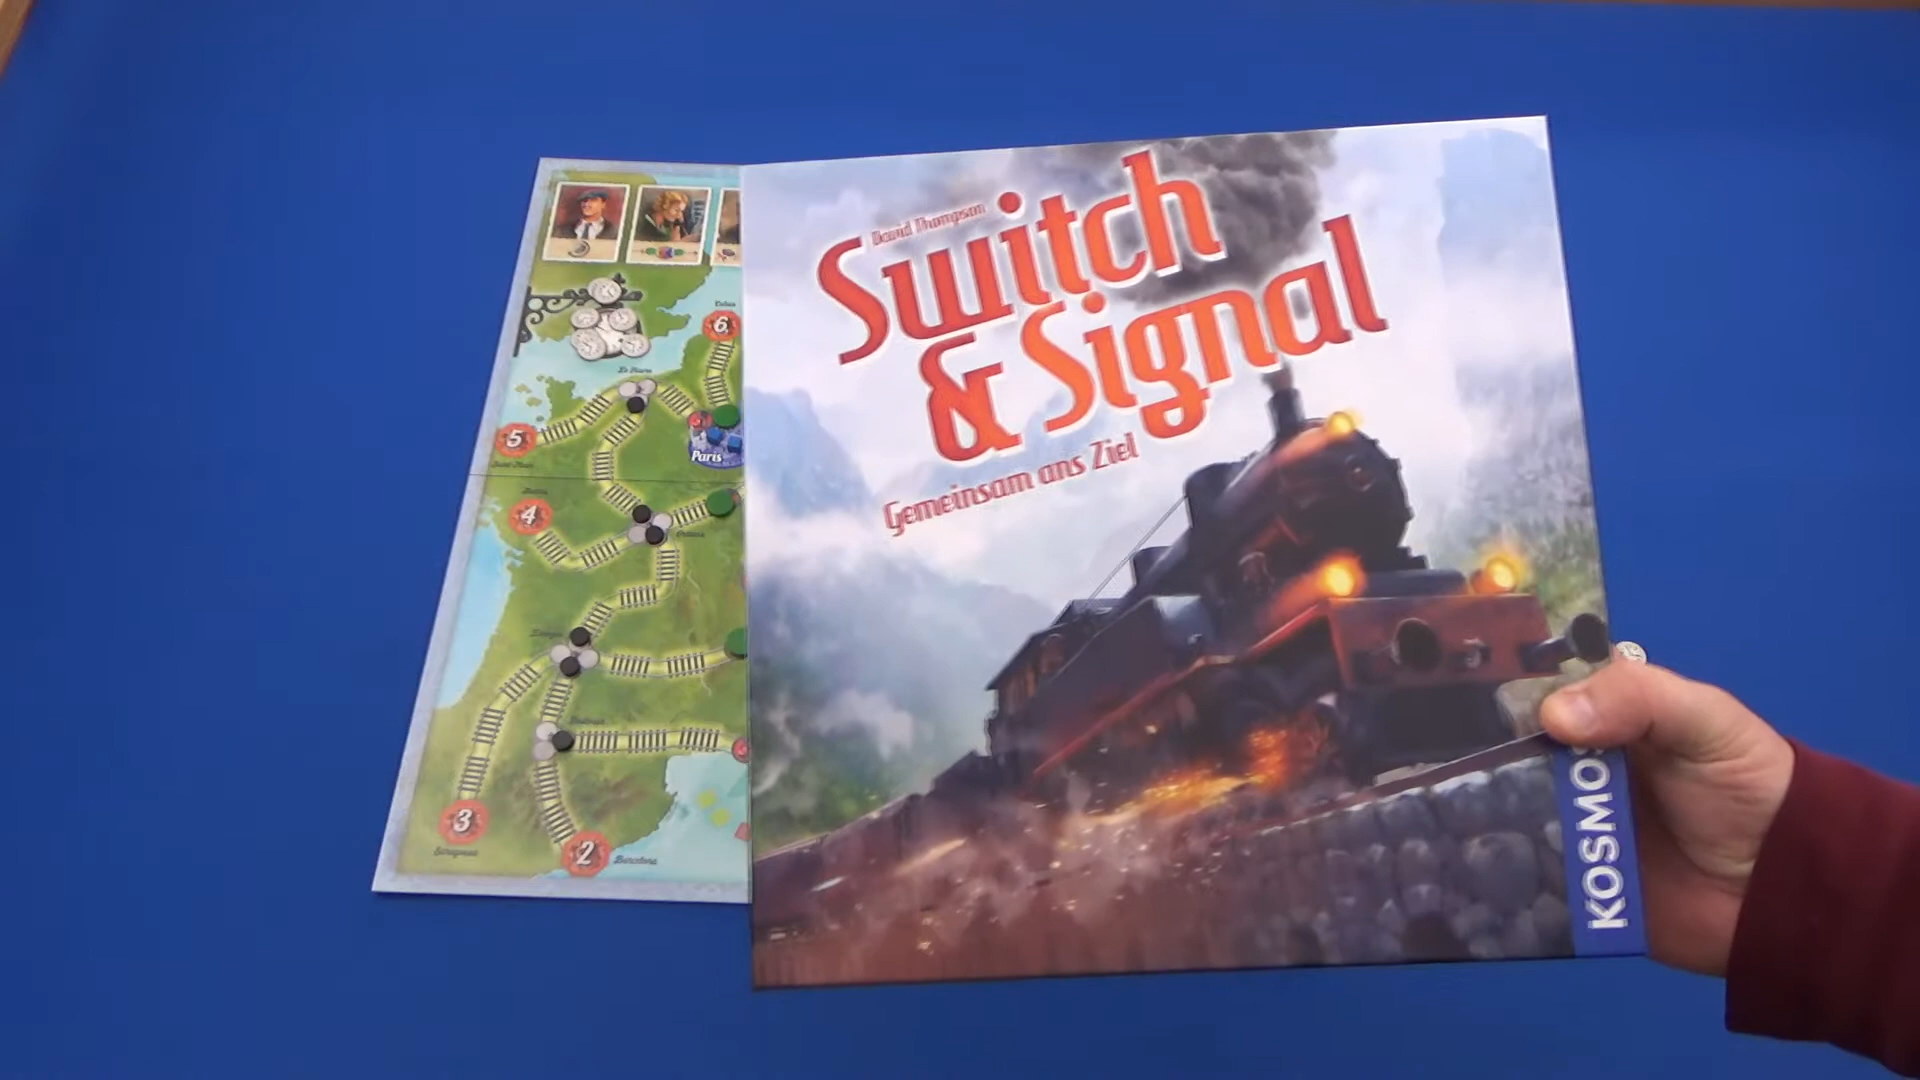 David Thompson
Switch
& Signal
Gemeinsam ans Ziel
KOSMOS
6
5
Paris
4
3
2
Barcelona